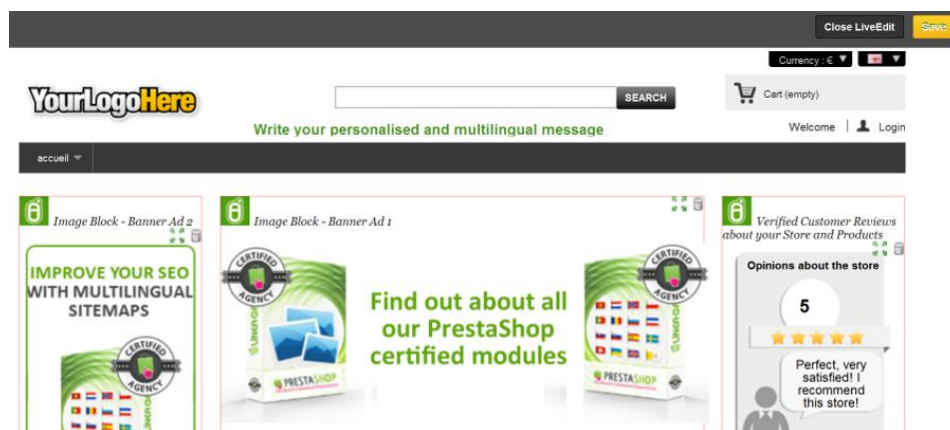 Close LiveEdit
Save
Currency : €
YourLogoHere
SEARCH
Cart (empty)
Write your personalised and multilingual message
Welcome
Login
accueil
Image Block - Banner Ad 2
IMPROVE YOUR SEO
WITH MULTILINGUAL
SITEMAPS
CERTIFIED
AGENCY
Image Block - Banner Ad 1
CERTIFIED
AGENCY
PRESTASHOP
Find out about all
our PrestaShop
certified modules
CERTIFIED
AGENCY
PRESTASHOP
Verified Customer Reviews
about your Store and Products
Opinions about the store
5
Perfect, very
satisfied! I
recommend
this store!